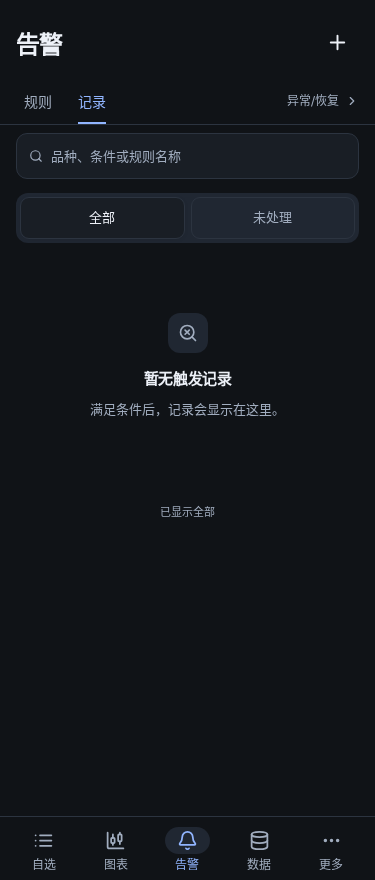 告警
规则
记录
异常/恢复
品种、条件或规则名称
全部
未处理
暂无触发记录
满足条件后，记录会显示在这里。
已显示全部
自选
图表
告警
数据
更多